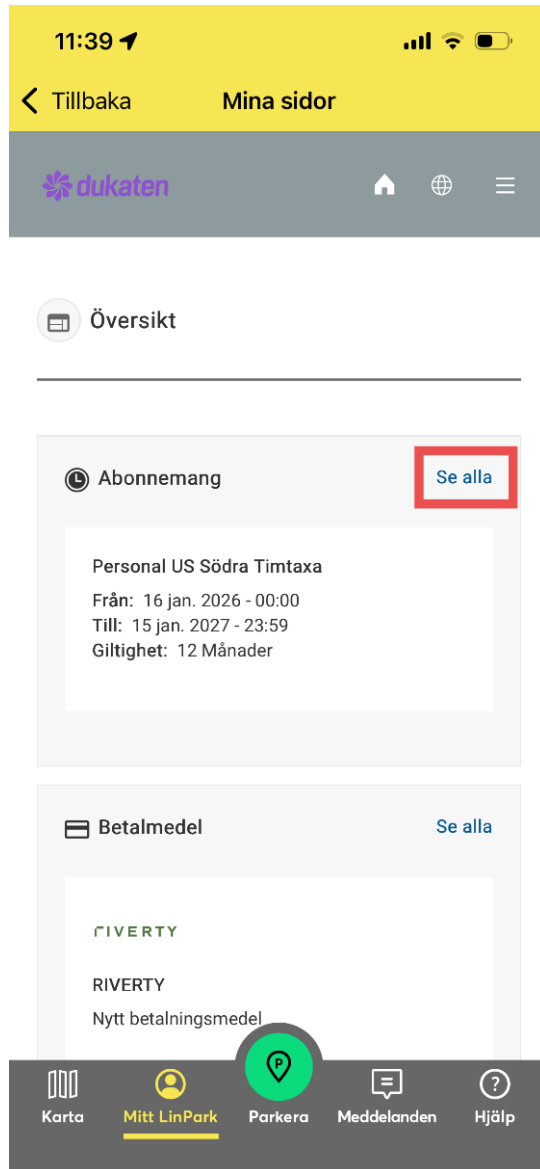 11:39
Tillbaka Mina sidor
dukaten
Översikt
Abonnemang Se alla
Personal US Södra Timtaxa
Från: 16 jan. 2026 - 00:00
Till: 15 jan. 2027 - 23:59
Giltighet: 12 Månader
Betalmedel Se alla
RIVERTY
RIVERTY
Nytt betalningsmedel
P
Karta Mitt LinPark Parkera Meddelanden Hjälp